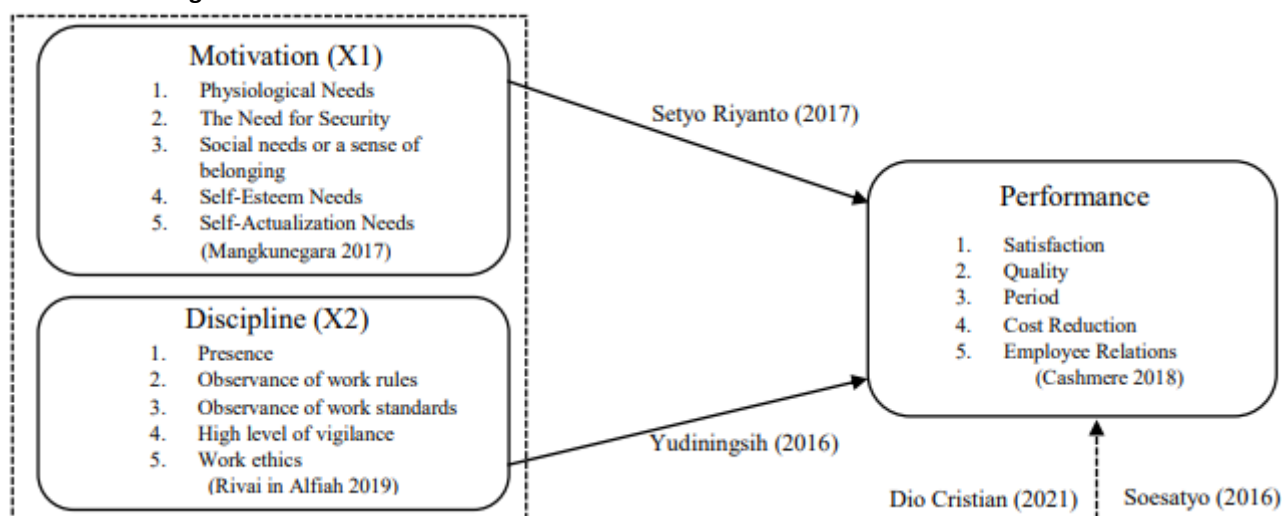 Motivation (X1)
1. Physiological Needs
2. The Need for Security
3. Social needs or a sense of
belonging
4. Self-Esteem Needs
5. Self-Actualization Needs
(Mangkunegara 2017)
Discipline (X2)
1. Presence
2. Observance of work rules
3. Observance of work standards
4. High level of vigilance
5. Work ethics
(Rivai in Alfiah 2019)
Setyo Riyanto (2017)
Yudiningsih (2016)
Performance
1. Satisfaction
2. Quality
3. Period
4. Cost Reduction
5. Employee Relations
(Cashmere 2018)
Dio Cristian (2021)
Soesatyo (2016)